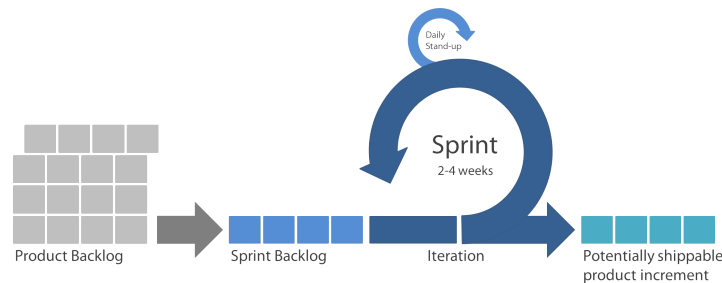 Daily
Stand-up
Sprint
2-4 weeks
Product Backlog
Sprint Backlog
Iteration
Potentially shippable
product increment